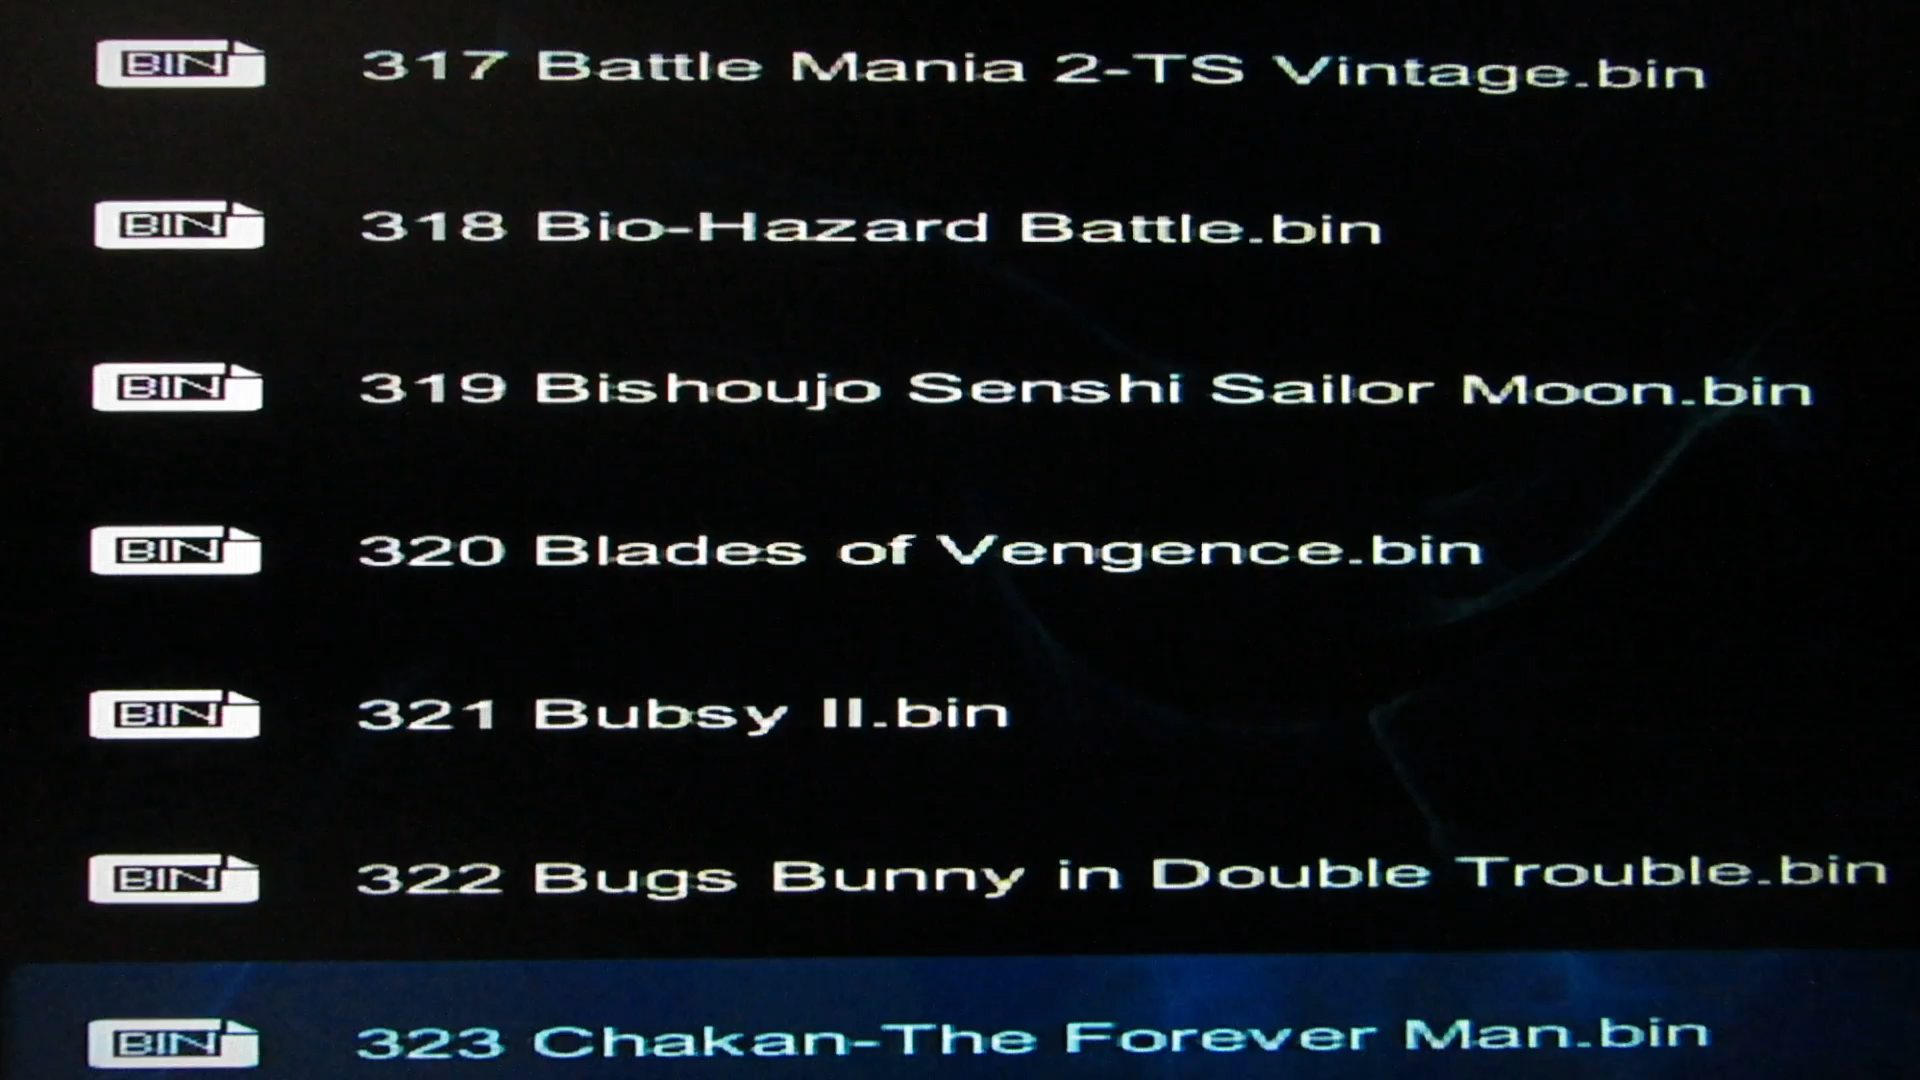 BIN 317 Battle Mania 2-TS Vintage.bin
BIN 318 Bio-Hazard Battle.bin
BIN 319 Bishoujo Senshi Sailor Moon.bin
BIN 320 Blades of Vengence.bin
BIN 321 Bubsy II.bin
BIN 322 Bugs Bunny in Double Trouble.bin
BIN 323 Chakan-The Forever Man.bin